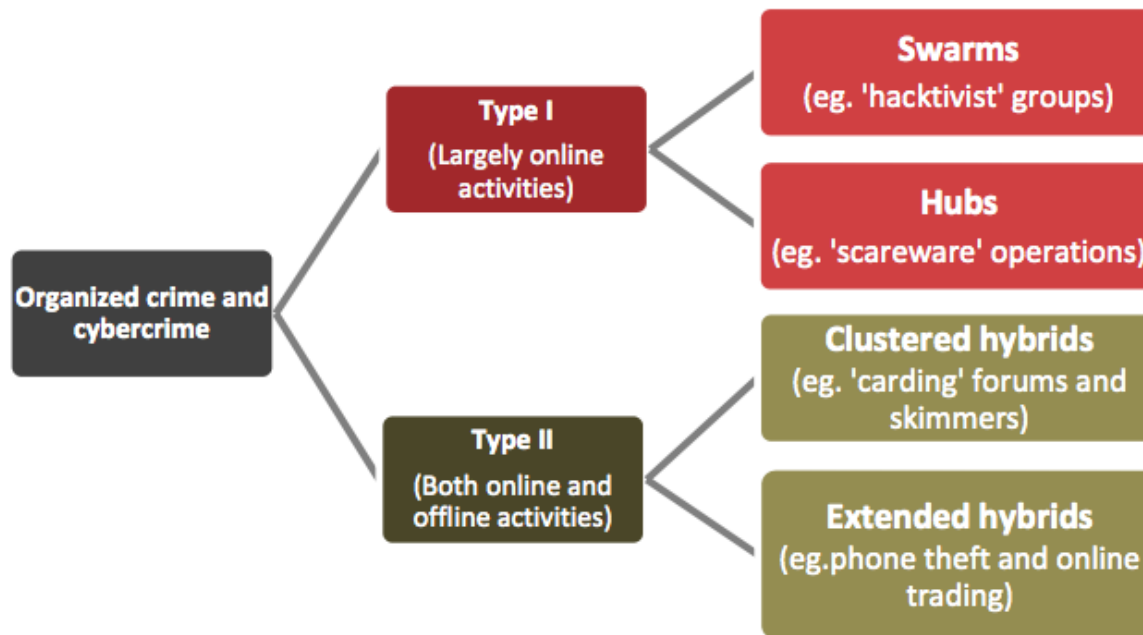 Organized crime and
cybercrime
Type I
(Largely online
activities)
Swarms
(eg. 'hacktivist' groups)
Hubs
(eg. 'scareware' operations)
Type II
(Both online and
offline activities)
Clustered hybrids
(eg. 'carding' forums and
skimmers)
Extended hybrids
(eg.phone theft and online
trading)